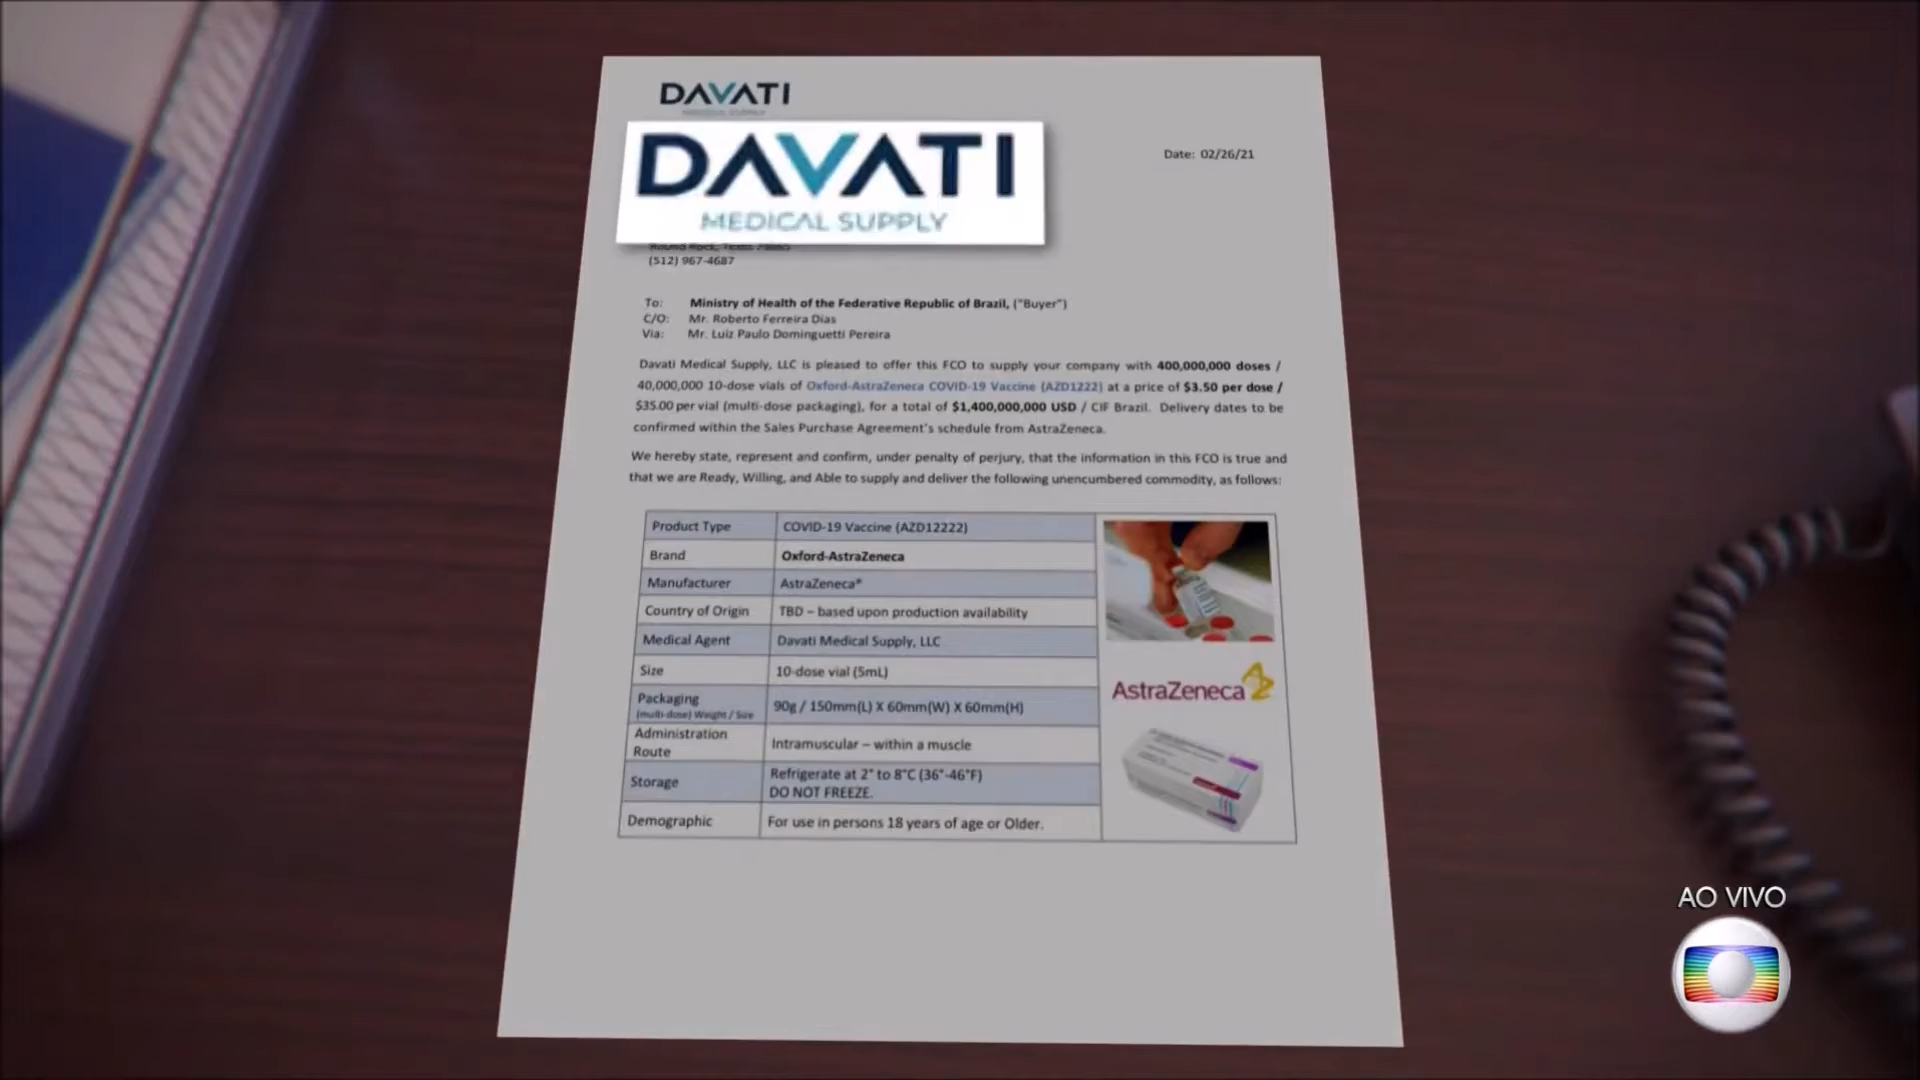 DAVATI
DAVATI
MEDICAL SUPPLY
Date: 02/26/21
(512) 967-4687
To: Ministry of Health of the Federative Republic of Brazil, ("Buyer")
C/O: Mr. Roberto Ferreira Dias
Via: Mr. Luiz Paulo Dominguetti Pereira
Davati Medical Supply, LLC is pleased to offer this FCO to supply your company with 400,000,000 doses /
40,000,000 10-dose vials of Oxford-AstraZeneca COVID-19 Vaccine (AZD1222) at a price of $3.50 per dose /
$35.00 per vial (multi-dose packaging), for a total of $1,400,000,000 USD / CIF Brazil. Delivery dates to be
confirmed within the Sales Purchase Agreement's schedule from AstraZeneca.
We hereby state, represent and confirm, under penalty of perjury, that the information in this FCO is true and
that we are Ready, Willing, and Able to supply and deliver the following unencumbered commodity, as follows:
Product Type COVID-19 Vaccine (AZD12222)
Brand Oxford-AstraZeneca
Manufacturer AstraZeneca*
Country of Origin TBD – based upon production availability
Medical Agent Davati Medical Supply, LLC
Size 10-dose vial (5mL)
Packaging
(multi-dose) Weight / Size 90g / 150mm(L) X 60mm(W) X 60mm(H)
Administration
Route Intramuscular – within a muscle
Storage Refrigerate at 2° to 8°C (36°-46°F)
DO NOT FREEZE.
Demographic For use in persons 18 years of age or Older.
AstraZeneca
AO VIVO